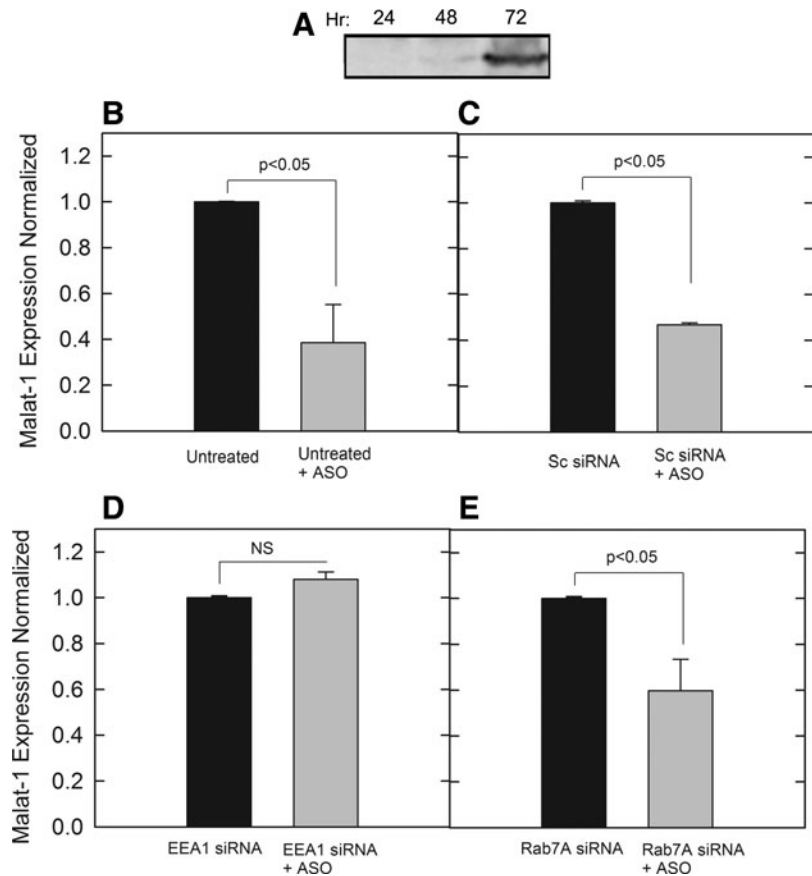 A Hr: 24 48 72
B
C
Malat-1 Expression Normalized
1.2
1.0
0.8
0.6
0.4
0.2
0.0
p<0.05
p<0.05
Untreated
Untreated
+ ASO
Sc siRNA
Sc siRNA
+ ASO
D
E
Malat-1 Expression Normalized
1.2
1.0
0.8
0.6
0.4
0.2
0.0
NS
p<0.05
EEA1 siRNA
EEA1 siRNA
+ ASO
Rab7A siRNA
Rab7A siRNA
+ ASO